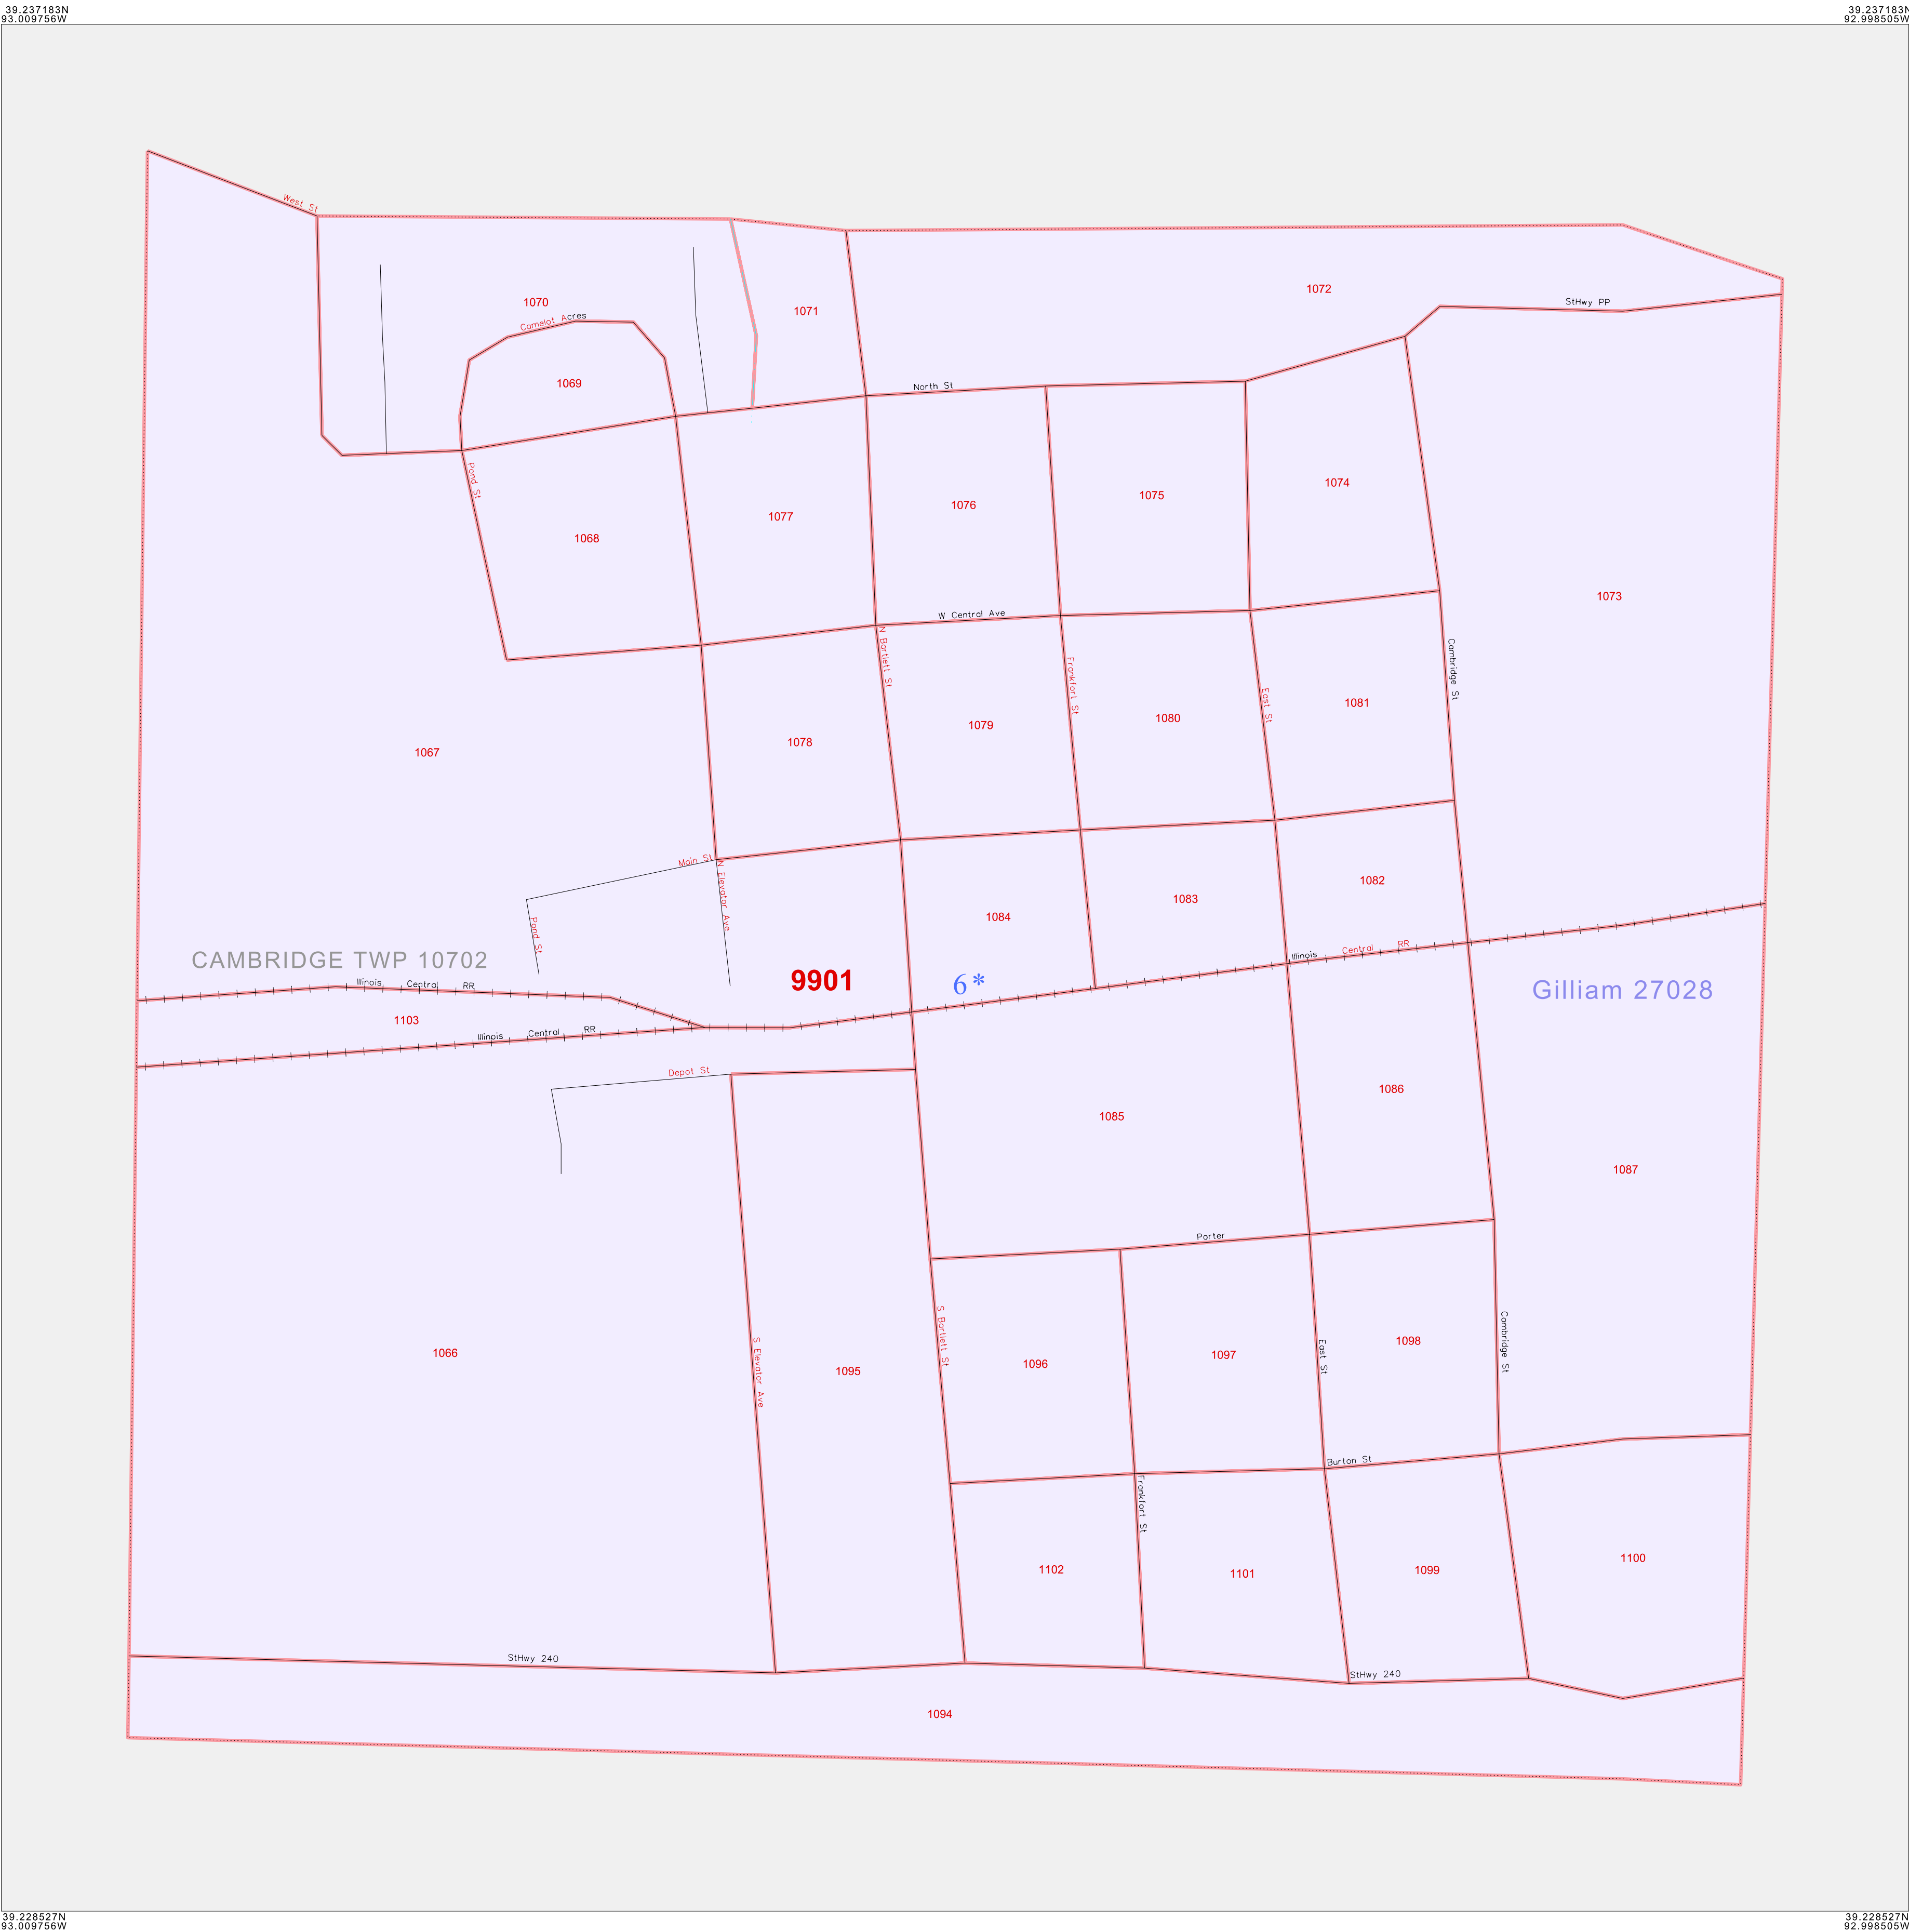 39.237183N
93.009756W
39.237183N
92.998505W
West St
1070
1071
1072
StHwy PP
Camelot Acres
1069
North St
Pond St
1068
1077
1076
1075
1074
1073
W Central Ave
N Bartlett St
Frankfort St
East St
Cambridge St
1067
1078
1079
1080
1081
Main St
N Elevator Ave
Pond St
1084
1083
1082
CAMBRIDGE TWP 10702
9901
6*
Illinois Central RR
Gilliam 27028
Illinois Central RR
1103
Illinois Central RR
Depot St
1085
1086
1087
Porter
1066
S Elevator Ave
1095
S Bartlett St
1096
1097
East St
1098
Cambridge St
Burton St
Frankfort St
1102
1101
1099
1100
StHwy 240
StHwy 240
1094
39.228527N
93.009756W
39.228527N
92.998505W